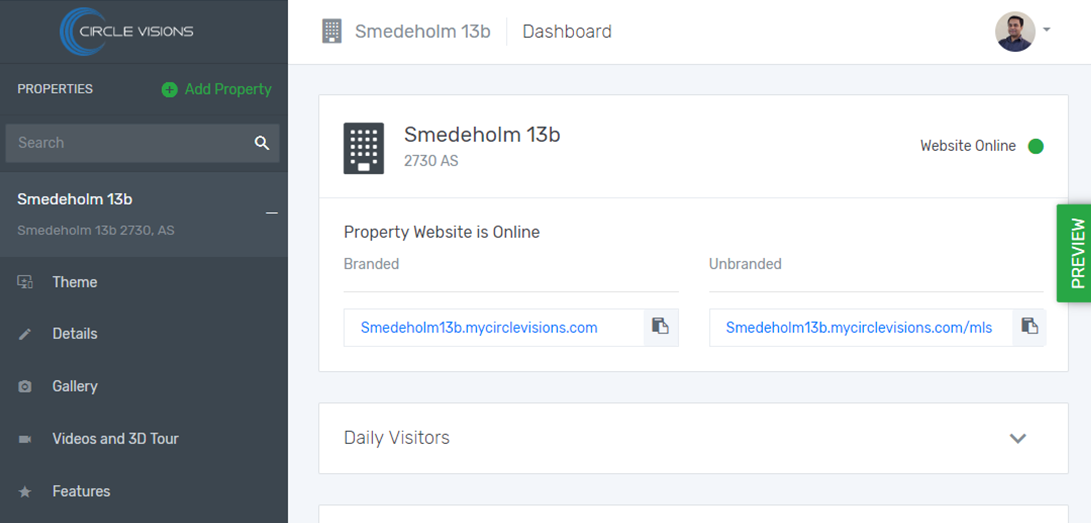 CIRCLE VISIONS
Smedeholm 13b Dashboard
PROPERTIES Add Property
Search
Smedeholm 13b
Smedeholm 13b 2730, AS
Theme
Details
Gallery
Videos and 3D Tour
Features
Smedeholm 13b
2730 AS
Website Online
Property Website is Online
Branded
Smedeholm13b.mycirclevisions.com
Unbranded
Smedeholm13b.mycirclevisions.com/mls
PREVIEW
Daily Visitors